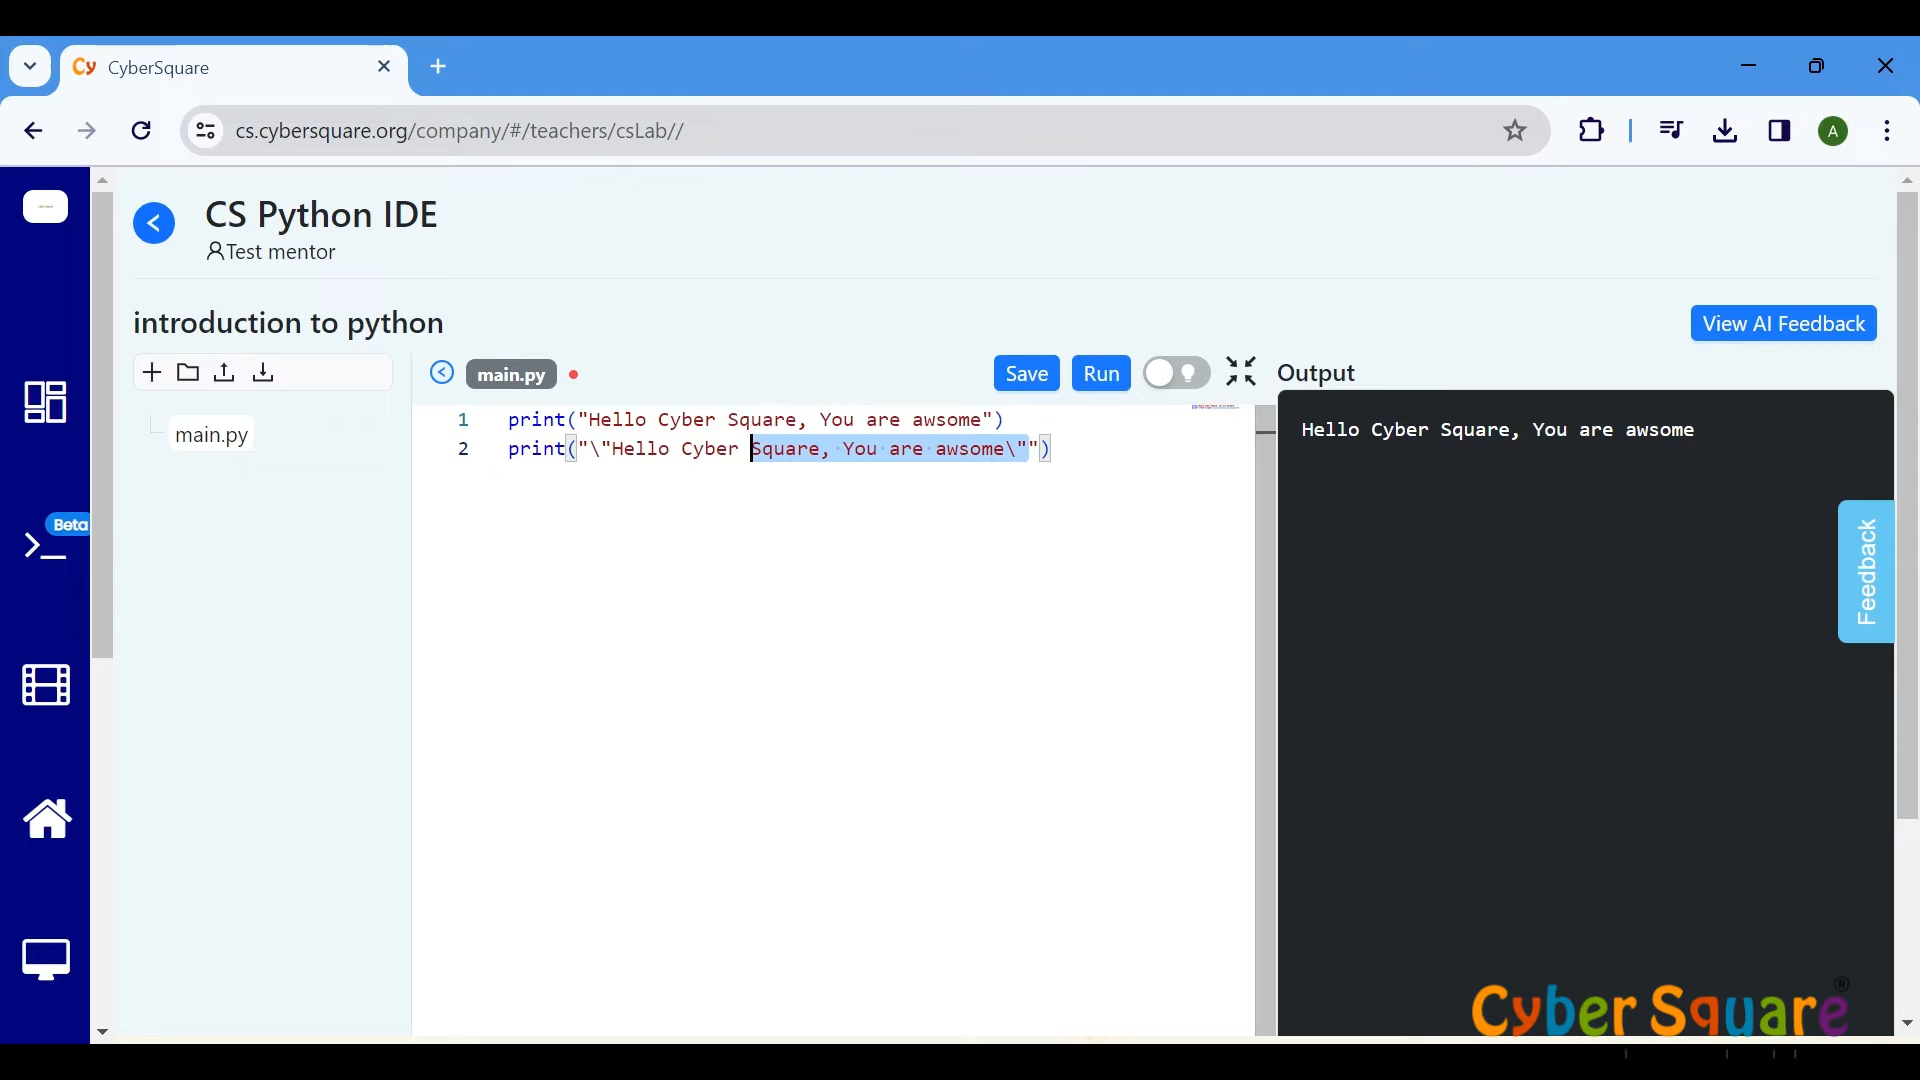 Cy CyberSquare
cs.cybersquare.org/company/#/teachers/csLab//
A
CS Python IDE
Test mentor
introduction to python
View AI Feedback
main.py
Save
Run
Output
main.py
1 print("Hello Cyber Square, You are awsome")
2 print("\"Hello Cyber Square, You are awsome\"")
Hello Cyber Square, You are awsome
Beta
Feedback
Cyber Square®